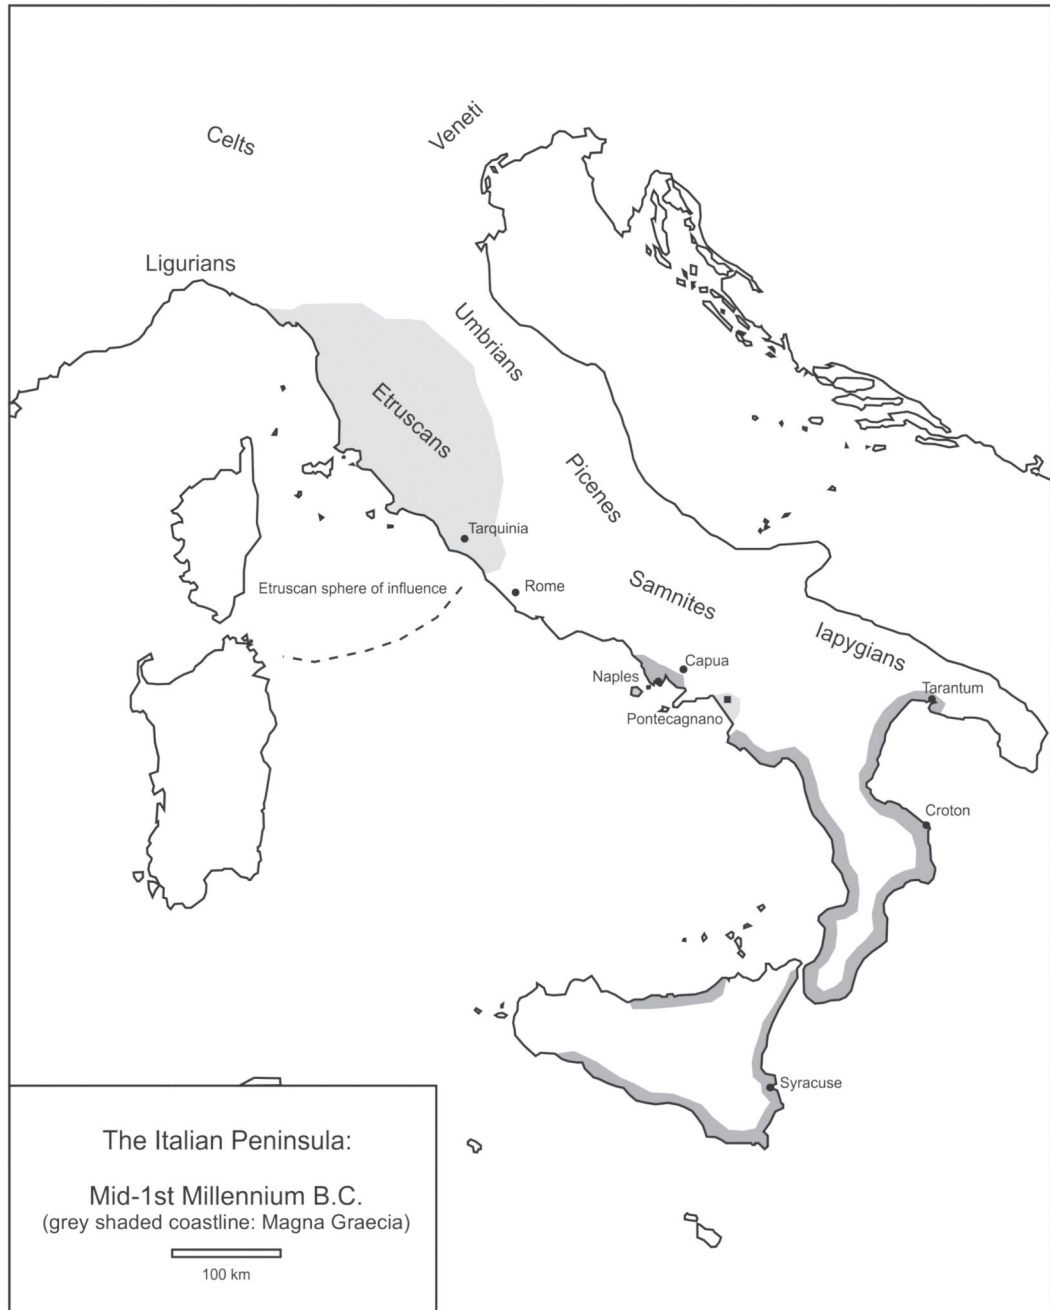 Celts
Veneti
Ligurians
Umbrians
Etruscans
Picenes
Tarquinia
Etruscan sphere of influence
Rome
Samnites
Iapygians
Capua
Naples
Tarantum
Pontecagnano
Croton
Syracuse
The Italian Peninsula:
Mid-1st Millennium B.C.
(grey shaded coastline: Magna Graecia)
100 km